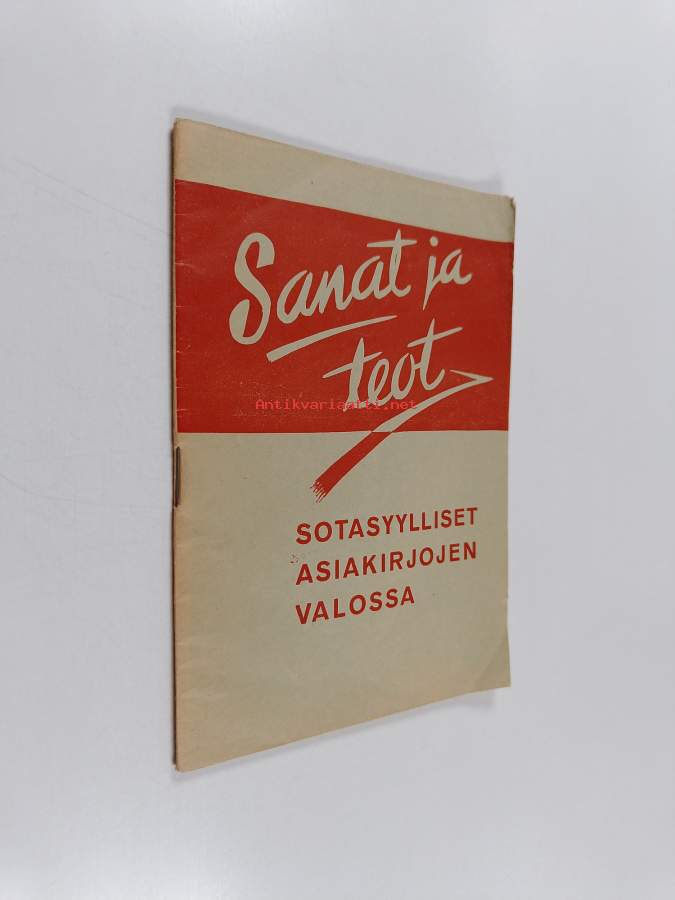 Sanat ja
teot
Antikvariaatti.net
SOTASYYLLISET
ASIAKIRJOJEN
VALOSSA